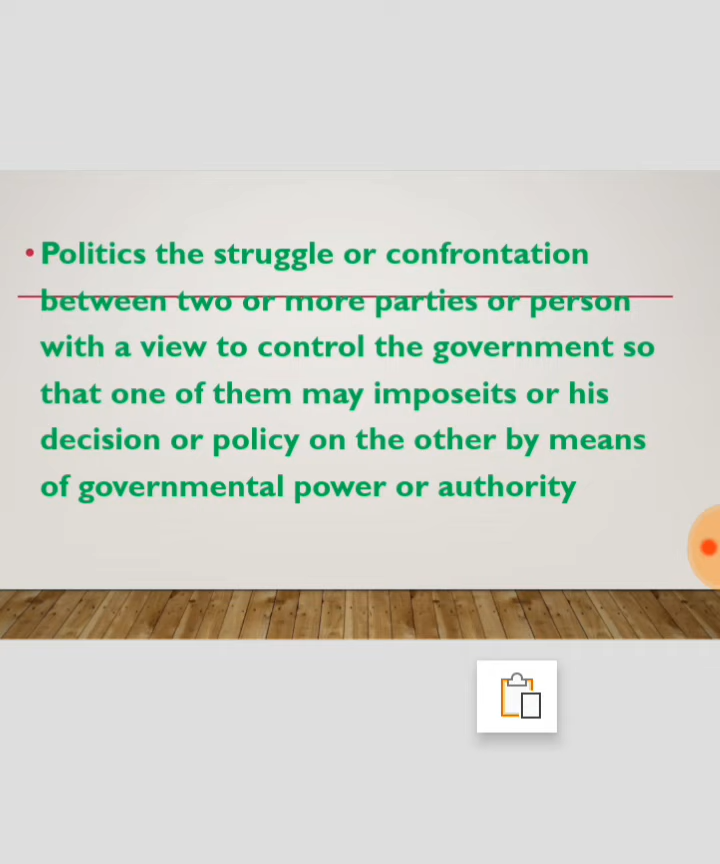 • Politics the struggle or confrontation
between two or more parties or person
with a view to control the government so
that one of them may imposeits or his
decision or policy on the other by means
of governmental power or authority